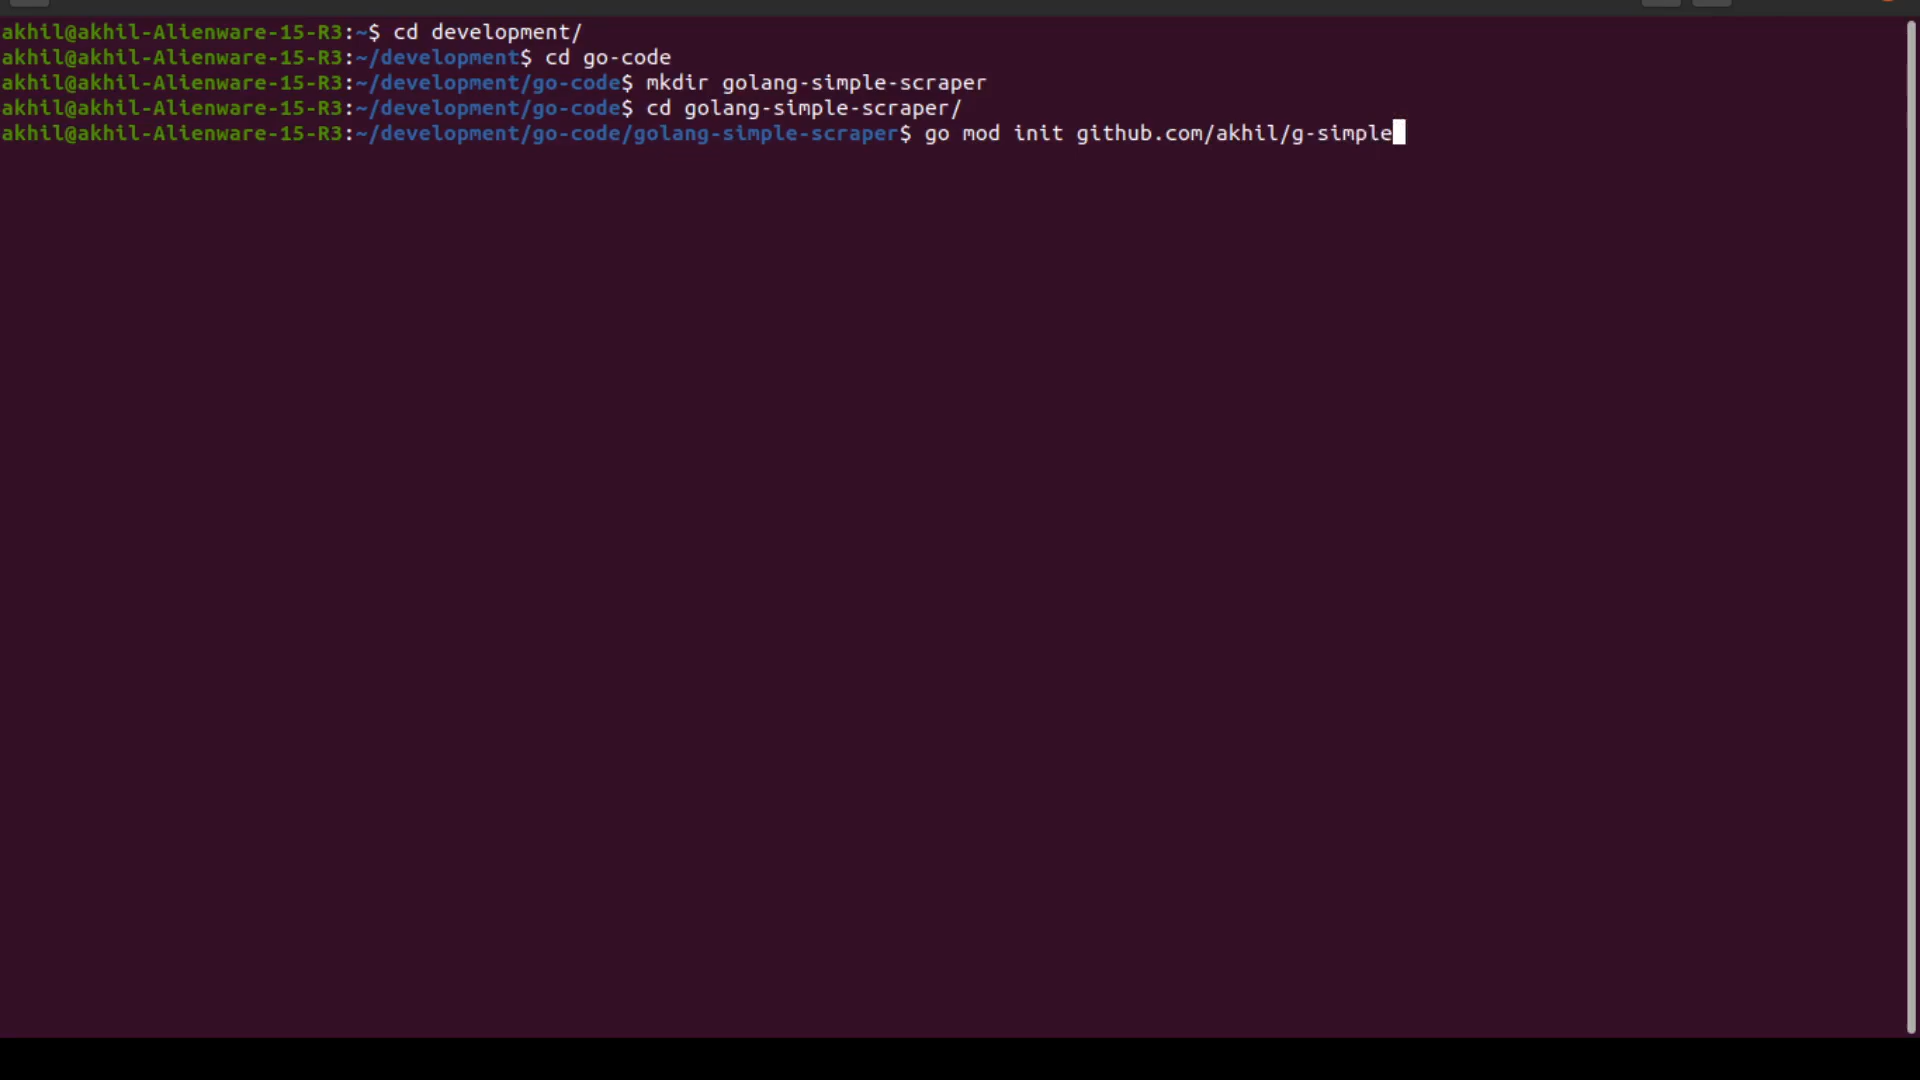 akhil@akhil-Alienware-15-R3:~$ cd development/
akhil@akhil-Alienware-15-R3:~/development$ cd go-code
akhil@akhil-Alienware-15-R3:~/development/go-code$ mkdir golang-simple-scraper
akhil@akhil-Alienware-15-R3:~/development/go-code$ cd golang-simple-scraper/
akhil@akhil-Alienware-15-R3:~/development/go-code/golang-simple-scraper$ go mod init github.com/akhil/g-simple